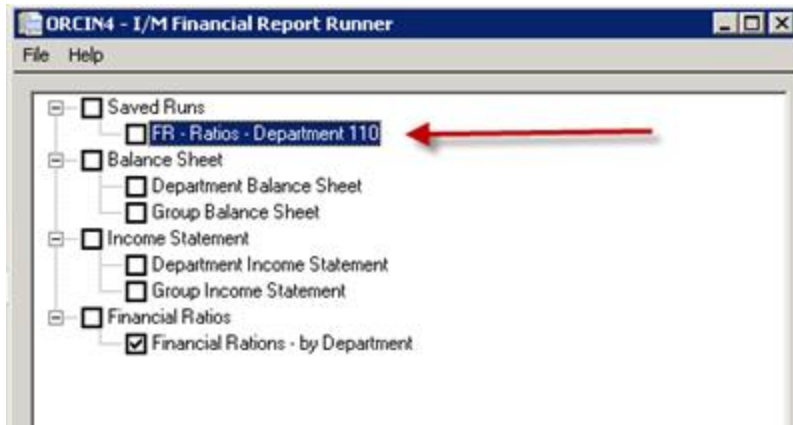 ORCIN4 - I/M Financial Report Runner
File Help
Saved Runs
FR - Ratios - Department 110
Balance Sheet
Department Balance Sheet
Group Balance Sheet
Income Statement
Department Income Statement
Group Income Statement
Financial Ratios
Financial Rations - by Department